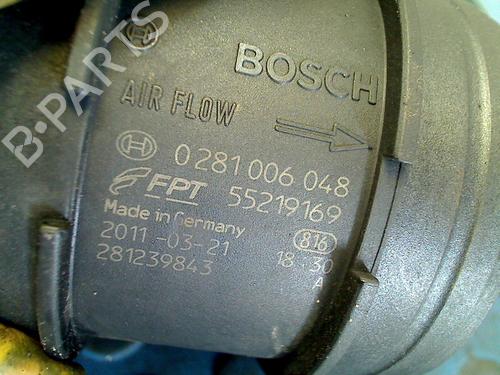 BOSCH
AIR FLOW
0 281 006 048
FPT 55219169
Made in Germany
2011-03-21
816
18:30
281239843
A
B-PARTS